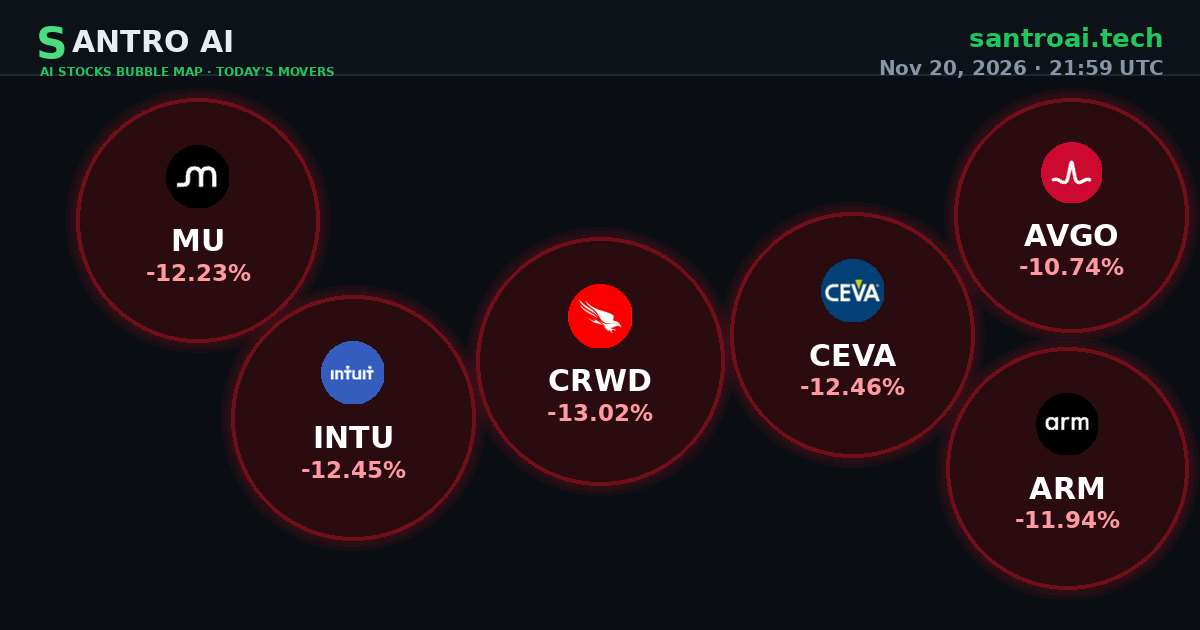 SANTRO AI
AI STOCKS BUBBLE MAP · TODAY'S MOVERS
santroai.tech
Nov 20, 2026 · 21:59 UTC
m
MU
-12.23%
intuit
INTU
-12.45%
CRWD
-13.02%
CEVA
CEVA
-12.46%
AVGO
-10.74%
arm
ARM
-11.94%